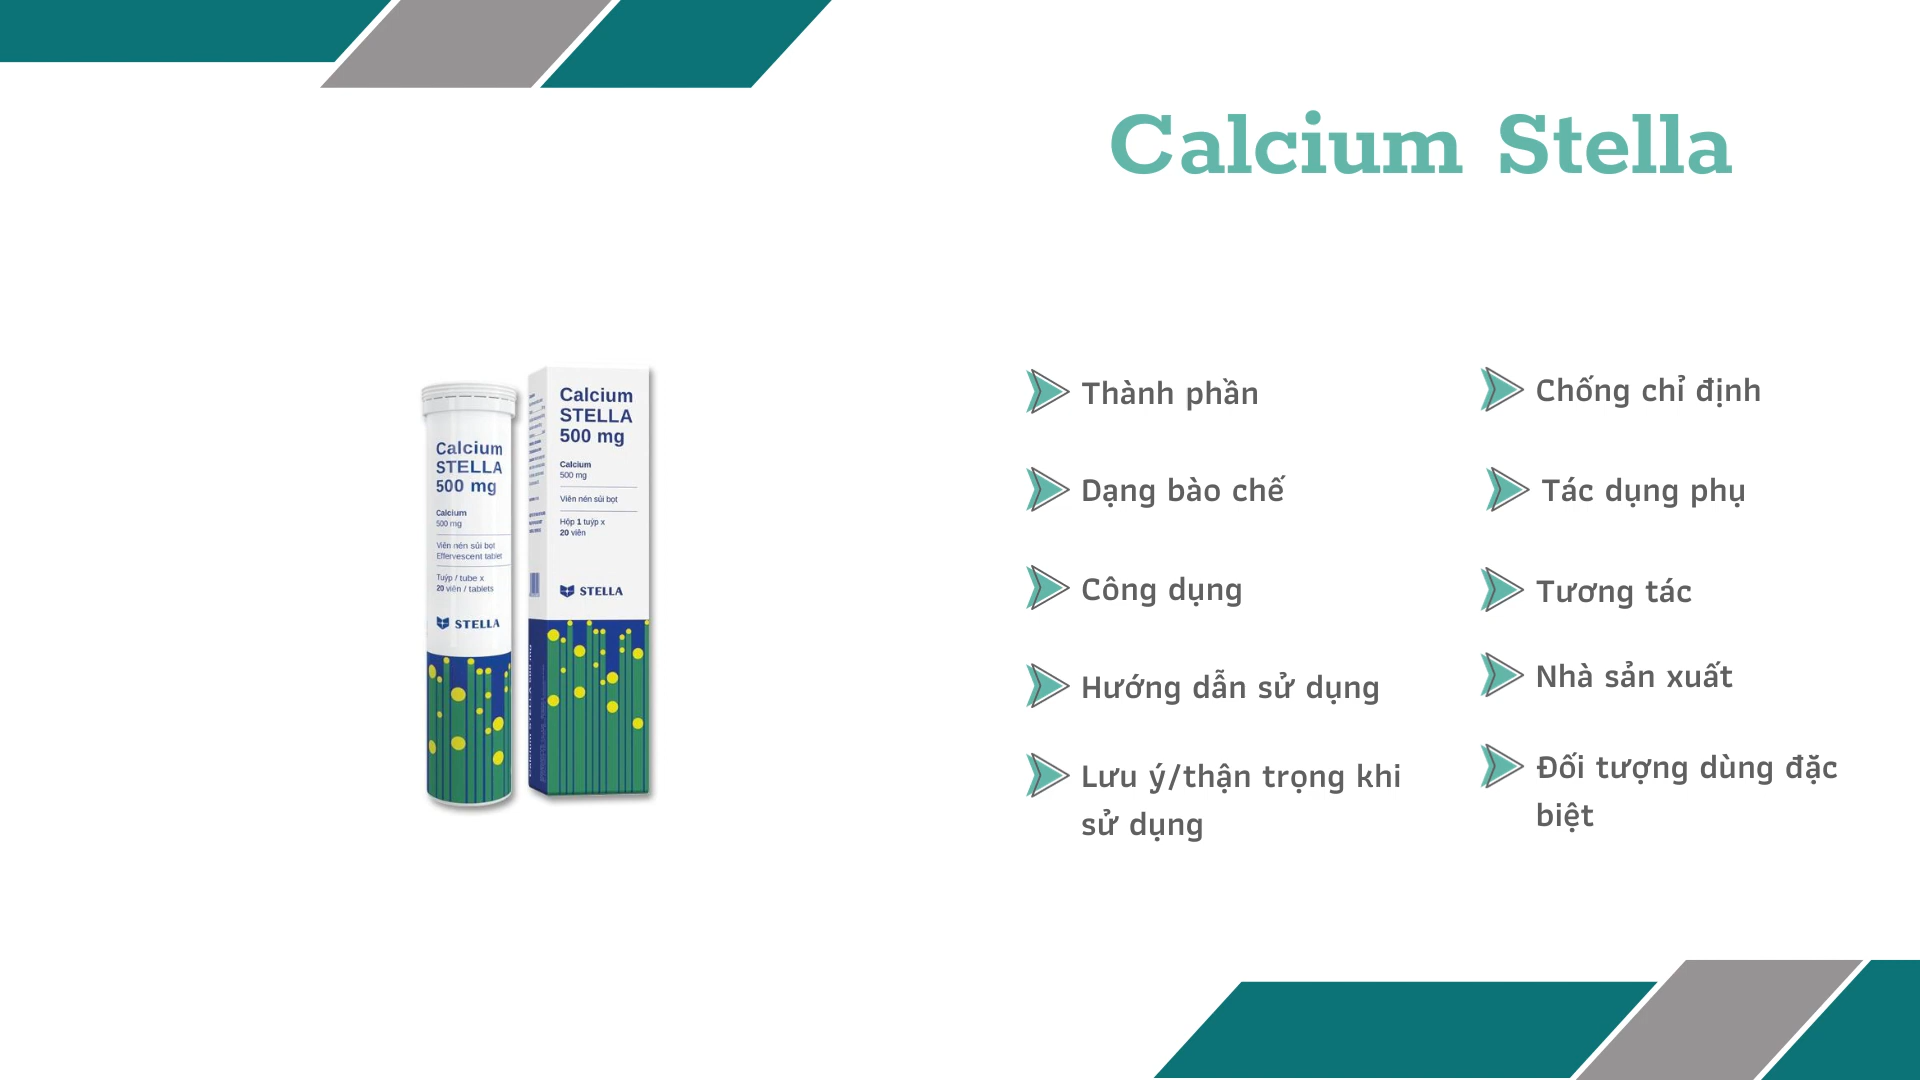 Calcium Stella
Calcium
STELLA
500 mg
Calcium
500 mg
Viên nén sủi bọt
Effervescent tablet
Tuýp / tube x
20 viên / tablets
STELLA
Calcium
STELLA
500 mg
Calcium
500 mg
Viên nén sủi bọt
Hộp 1 tuýp x
20 viên
STELLA
Thành phần
Dạng bào chế
Công dụng
Hướng dẫn sử dụng
Lưu ý/thận trọng khi
sử dụng
Chống chỉ định
Tác dụng phụ
Tương tác
Nhà sản xuất
Đối tượng dùng đặc
biệt